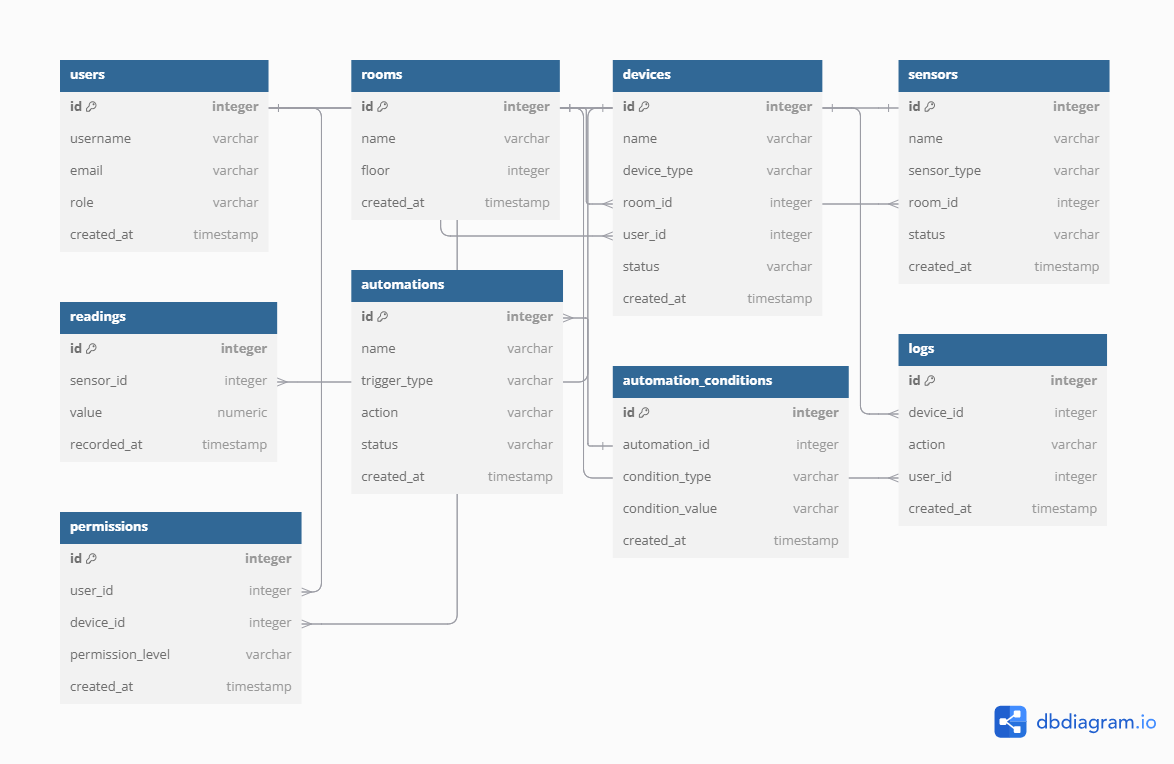 users
id integer
username varchar
email varchar
role varchar
created_at timestamp
rooms
id integer
name varchar
floor integer
created_at timestamp
devices
id integer
name varchar
device_type varchar
room_id integer
user_id integer
status varchar
created_at timestamp
sensors
id integer
name varchar
sensor_type varchar
room_id integer
status varchar
created_at timestamp
readings
id integer
sensor_id integer
value numeric
recorded_at timestamp
automations
id integer
name varchar
trigger_type varchar
action varchar
status varchar
created_at timestamp
automation_conditions
id integer
automation_id integer
condition_type varchar
condition_value varchar
created_at timestamp
logs
id integer
device_id integer
action varchar
user_id integer
created_at timestamp
permissions
id integer
user_id integer
device_id integer
permission_level varchar
created_at timestamp
dbdiagram.io